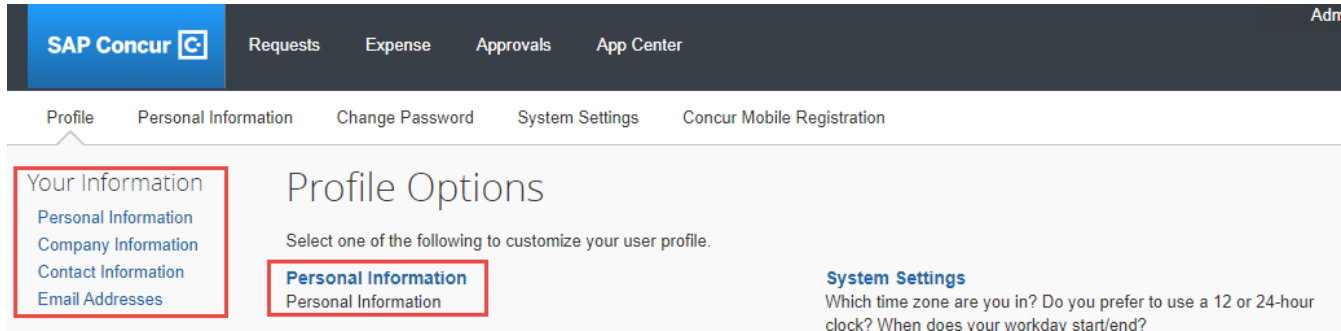 Adm
SAP Concur C Requests Expense Approvals App Center
Profile Personal Information Change Password System Settings Concur Mobile Registration
Your Information
Personal Information
Company Information
Contact Information
Email Addresses
Profile Options
Select one of the following to customize your user profile.
Personal Information
Personal Information
System Settings
Which time zone are you in? Do you prefer to use a 12 or 24-hour
clock? When does your workday start/end?